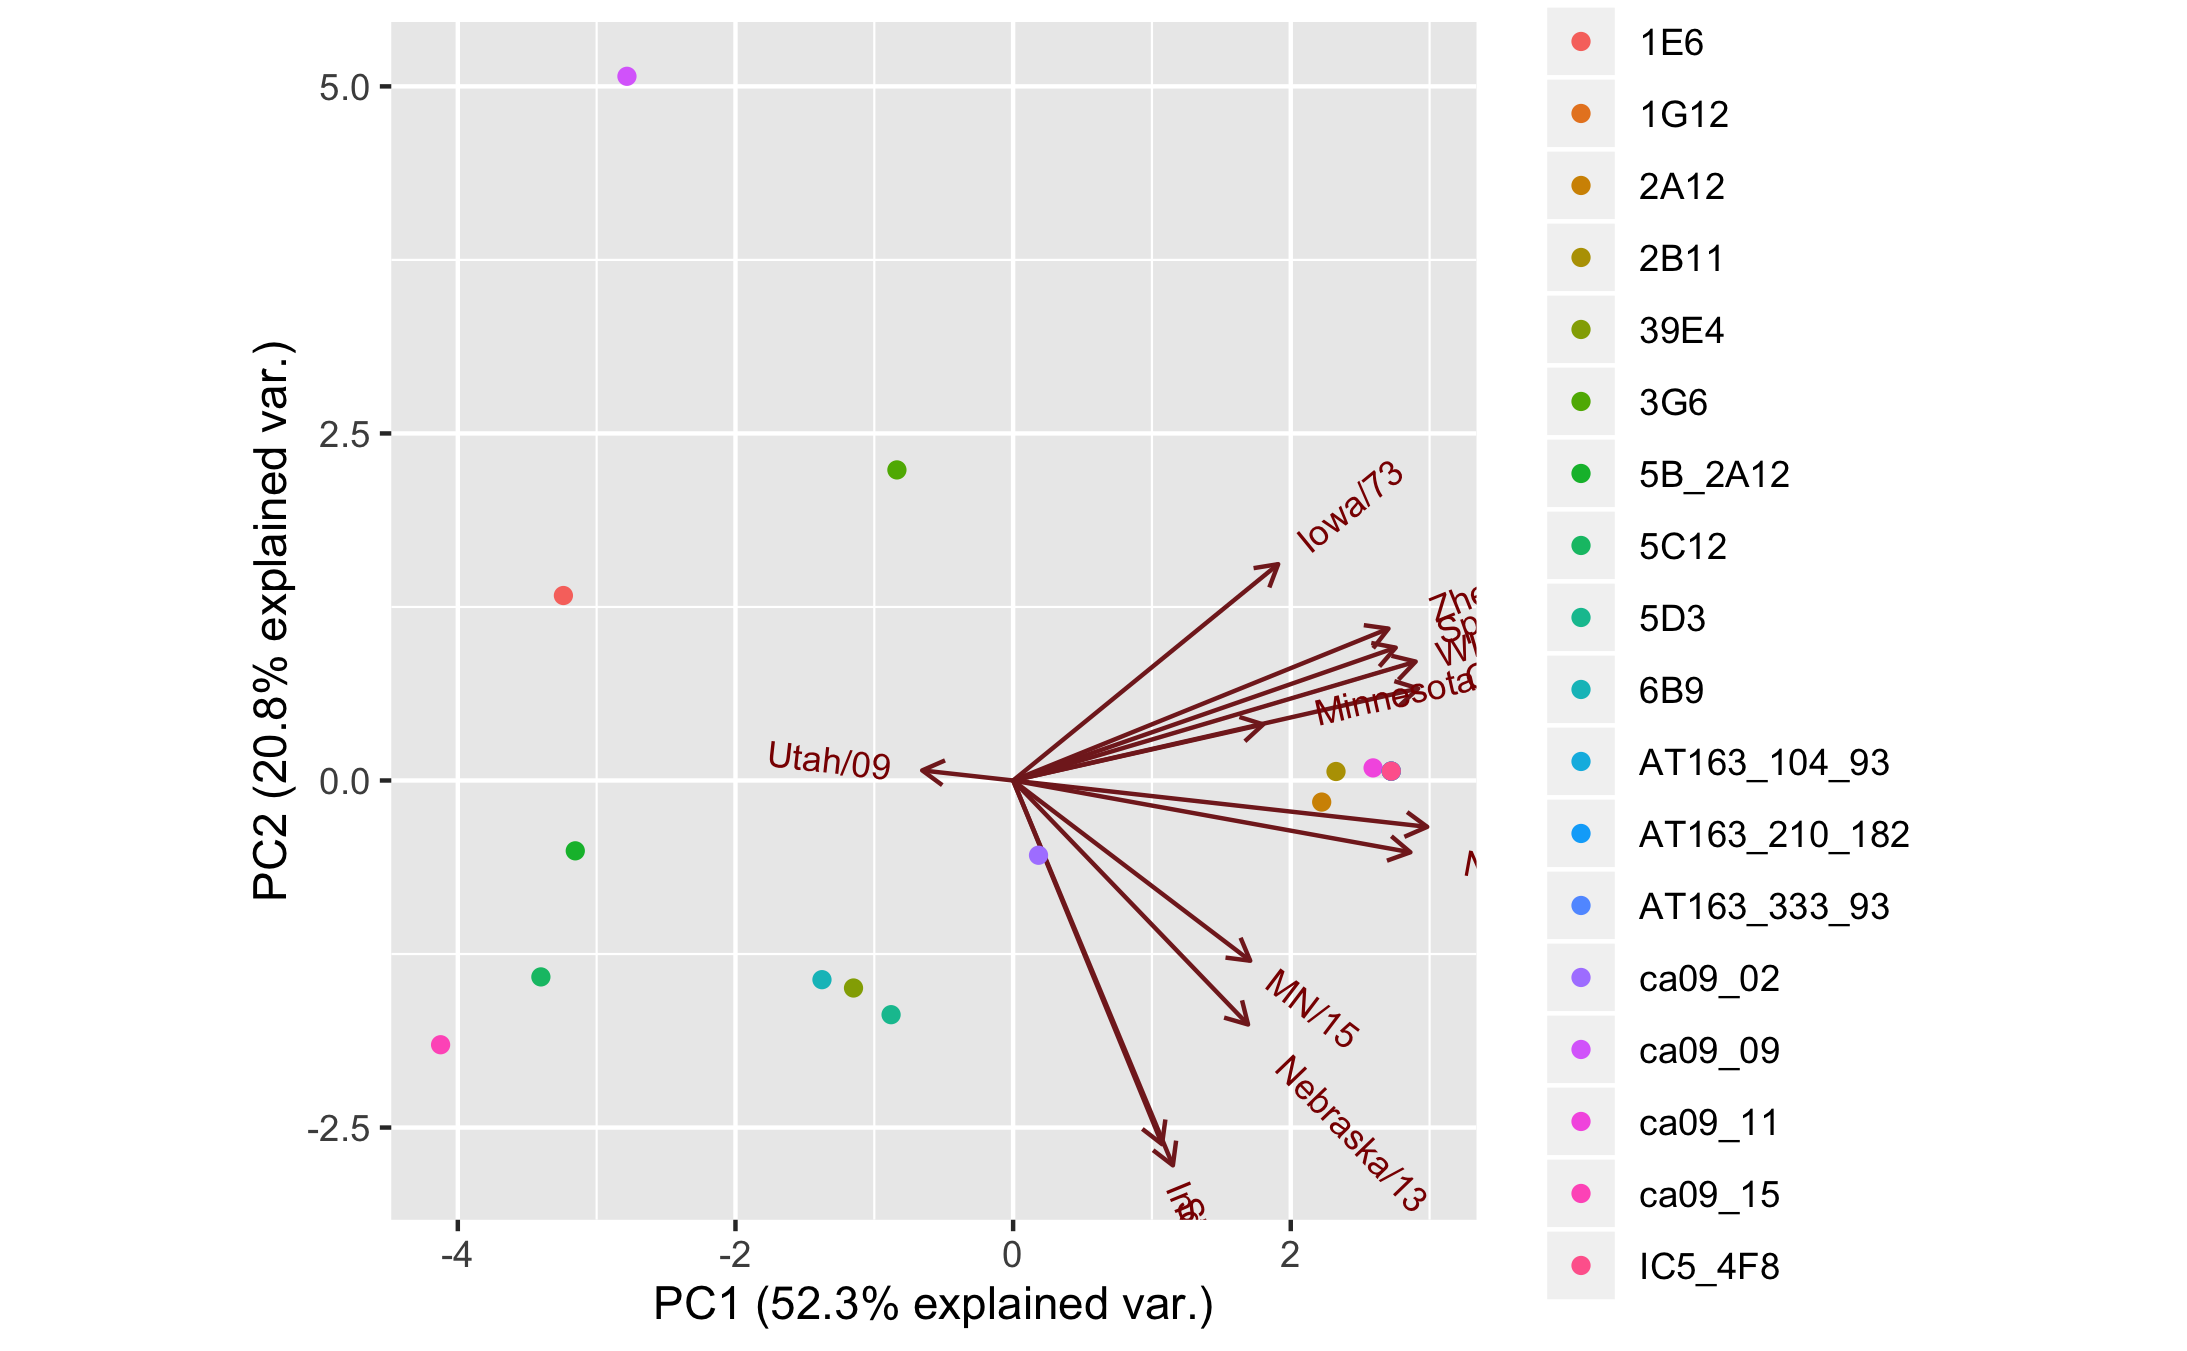 5.0
2.5
0.0
-2.5
PC2 (20.8% explained var.)
-4
-2
0
2
PC1 (52.3% explained var.)
Iowa/73
Minnesota
Utah/09
MN/15
Nebraska/13
1E6
1G12
2A12
2B11
39E4
3G6
5B_2A12
5C12
5D3
6B9
AT163_104_93
AT163_210_182
AT163_333_93
ca09_02
ca09_09
ca09_11
ca09_15
IC5_4F8